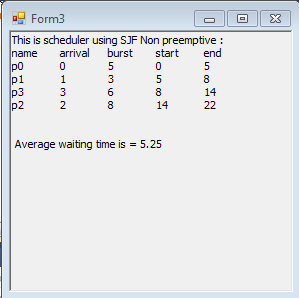 Form3
This is scheduler using SJF Non preemptive :
name arrival burst start end
p0 0 5 0 5
p1 1 3 5 8
p3 3 6 8 14
p2 2 8 14 22
Average waiting time is = 5.25